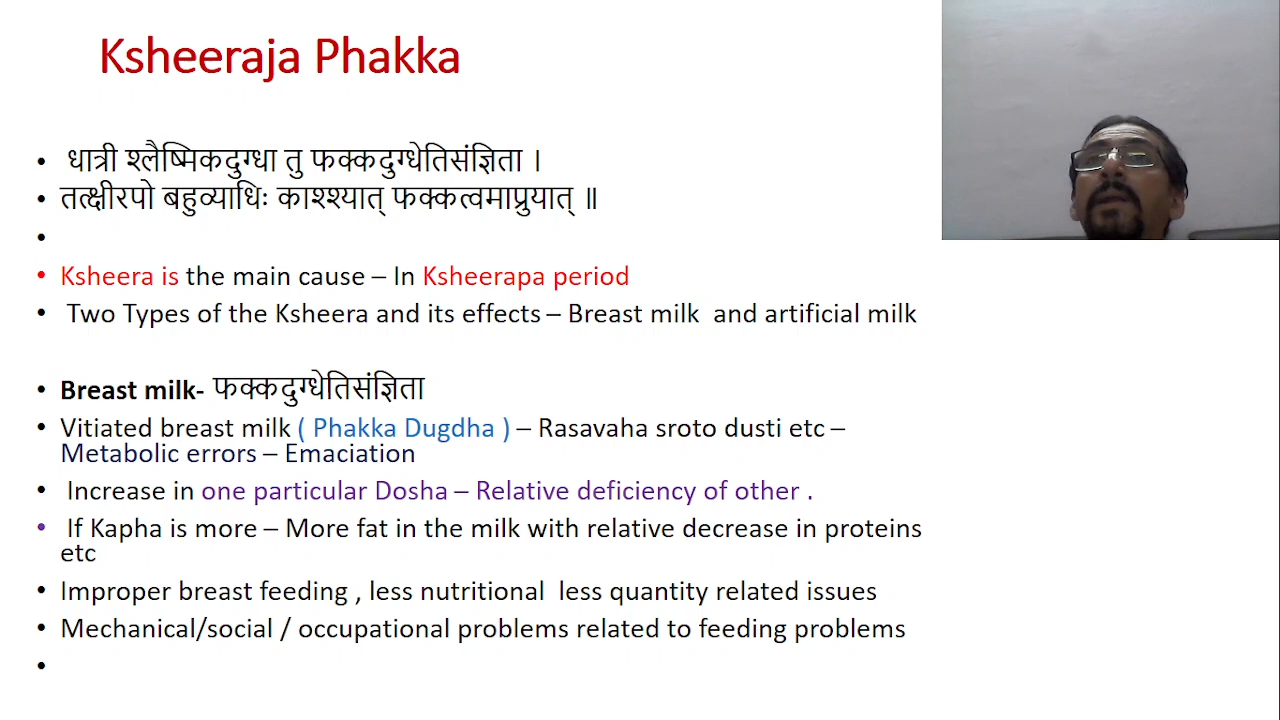 Ksheeraja Phakka
• धात्री श्लैष्मिकदुग्धा तु फक्कदुग्धेतिसंज्ञिता ।
• तत्क्षीरपो बहुव्याधिः काश्श्यात् फक्कत्वमाप्नुयात् ॥
•
• Ksheera is the main cause – In Ksheerapa period
• Two Types of the Ksheera and its effects – Breast milk and artificial milk
• Breast milk- फक्कदुग्धेतिसंज्ञिता
• Vitiated breast milk ( Phakka Dugdha ) – Rasavaha sroto dusti etc –
Metabolic errors – Emaciation
• Increase in one particular Dosha – Relative deficiency of other .
• If Kapha is more – More fat in the milk with relative decrease in proteins
etc
• Improper breast feeding , less nutritional less quantity related issues
• Mechanical/social / occupational problems related to feeding problems
•